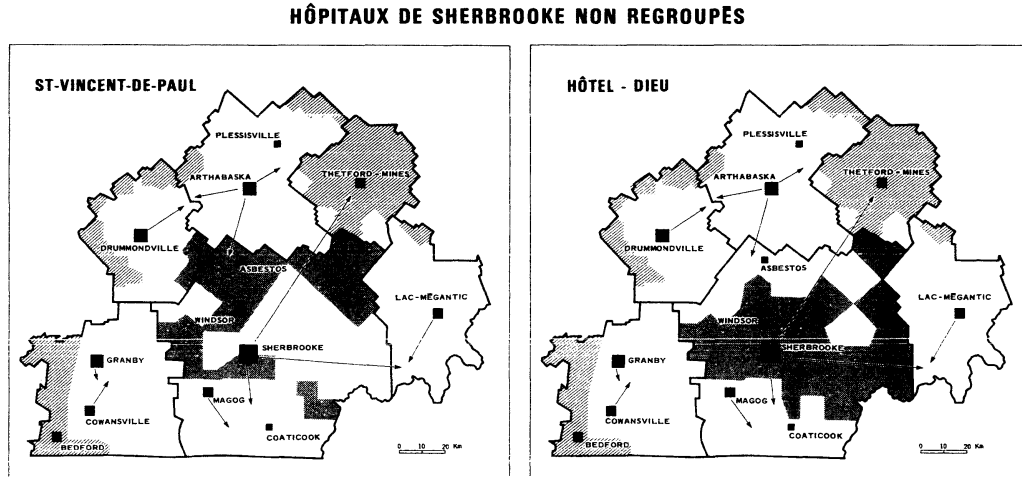 HÔPITAUX DE SHERBROOKE NON REGROUPÉS
ST-VINCENT-DE-PAUL
PLESSISVILLE
ARTHABASKA
THETFORD-MINES
DRUMMONDVILLE
ASBESTOS
LAC-MÉGANTIC
WINDSOR
SHERBROOKE
GRANBY
MAGOG
COWANSVILLE
COATICOOK
BEDFORD
0 10 20 Km
HÔTEL - DIEU
PLESSISVILLE
ARTHABASKA
THETFORD-MINES
DRUMMONDVILLE
ASBESTOS
LAC-MÉGANTIC
WINDSOR
SHERBROOKE
GRANBY
MAGOG
COWANSVILLE
COATICOOK
BEDFORD
0 10 20 Km